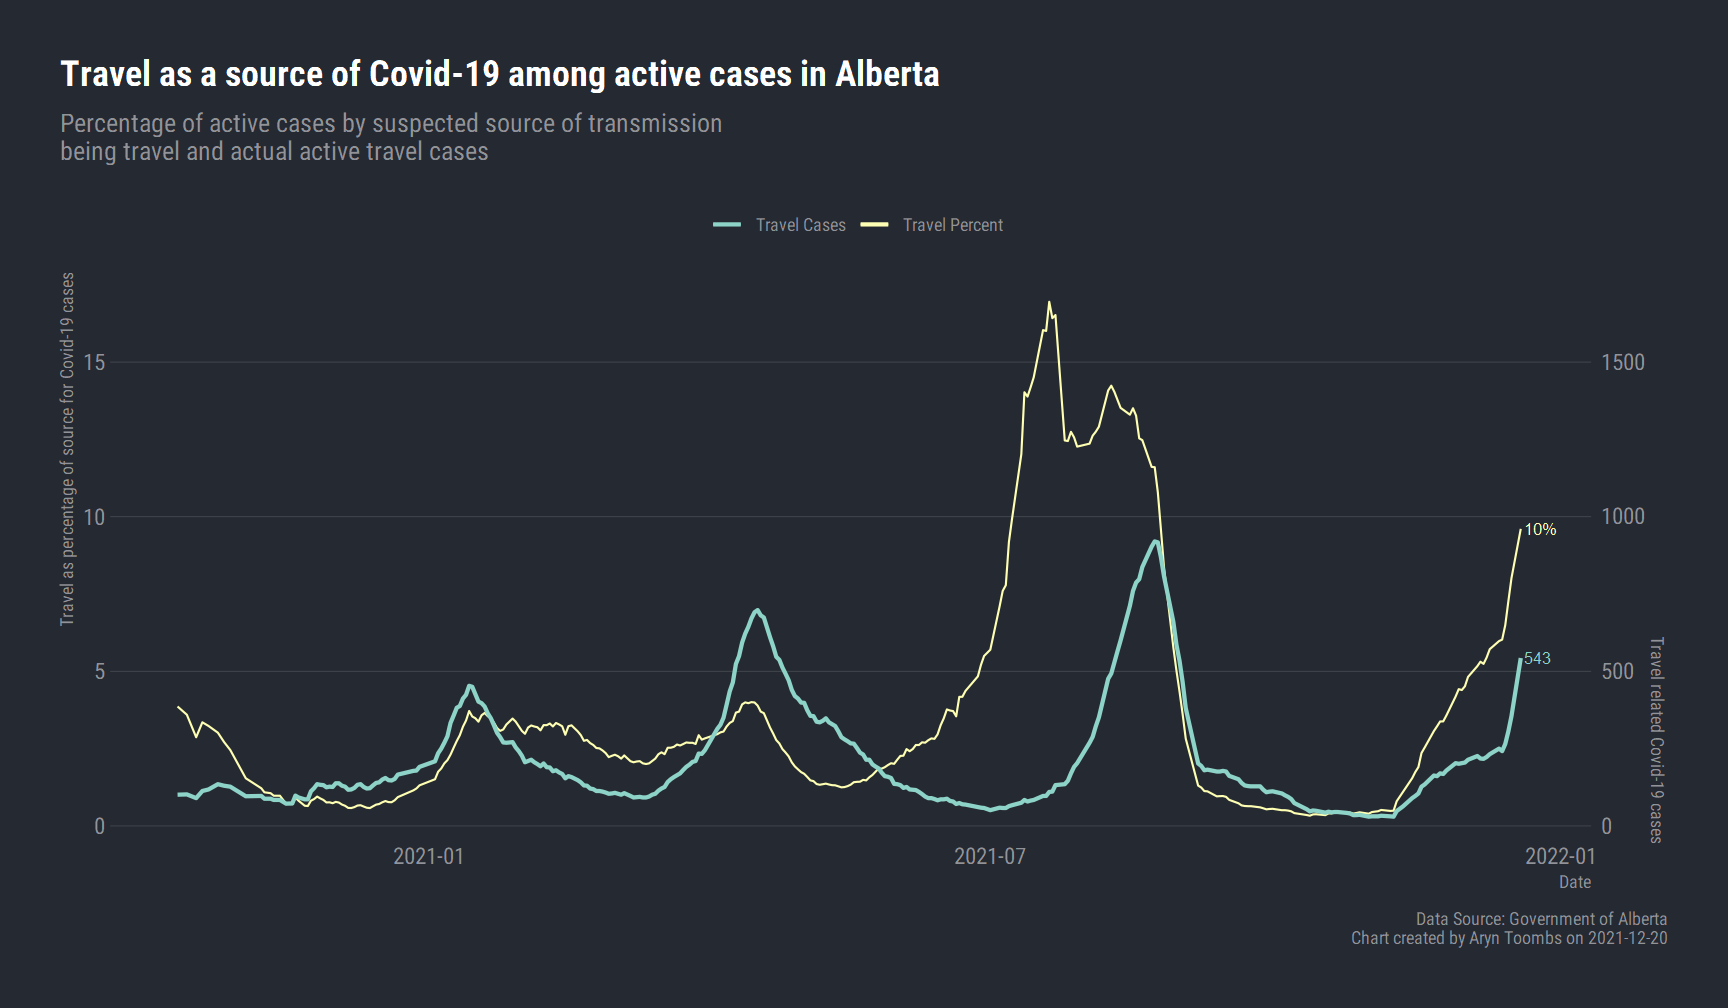 Travel as a source of Covid-19 among active cases in Alberta
Percentage of active cases by suspected source of transmission
being travel and actual active travel cases
Travel Cases
Travel Percent
Travel as percentage of source for Covid-19 cases
15
10
5
0
1500
1000
500
0
10%
543
Travel related Covid-19 cases
2021-01
2021-07
2022-01
Date
Data Source: Government of Alberta
Chart created by Aryn Toombs on 2021-12-20